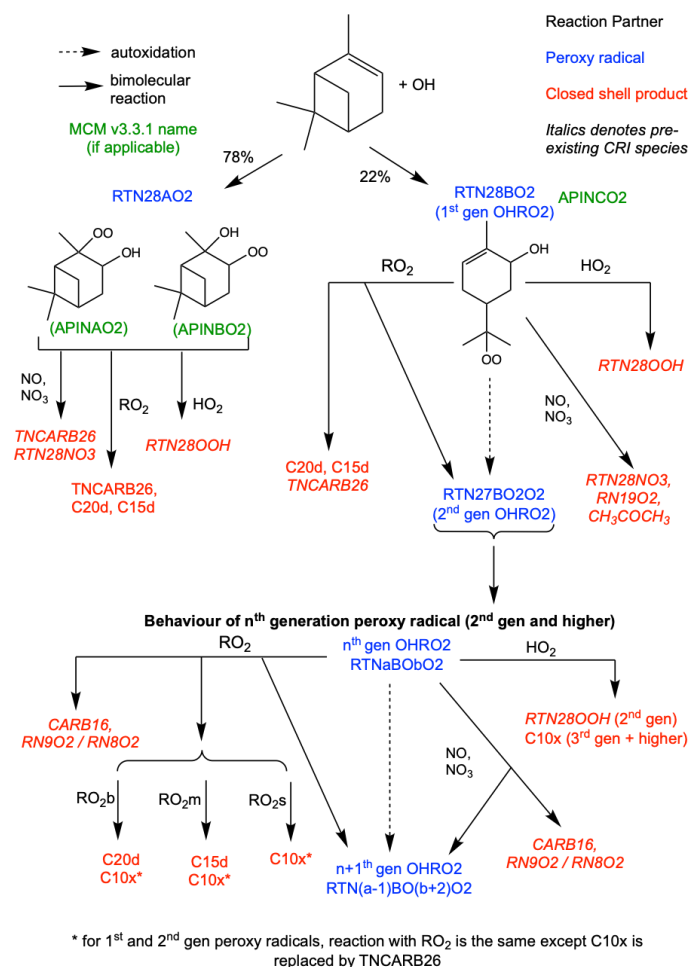 Reaction Partner
autoxidation
Peroxy radical
bimolecular
reaction
+ OH
Closed shell product
MCM v3.3.1 name
(if applicable)
Italics denotes pre-
existing CRI species
78%
22%
RTN28AO2
RTN28BO2
(1st gen OHRO2)
APINCO2
OO
OH
OH
OO
OH
RO2
HO2
(APINAO2)
(APINBO2)
OO
NO,
NO3
RO2
HO2
RTN28OOH
NO,
NO3
TNCARB26
RTN28NO3
RTN28OOH
TNCARB26,
C20d, C15d
C20d, C15d
TNCARB26
RTN27BO2O2
(2nd gen OHRO2)
RTN28NO3,
RN19O2,
CH3COCH3
Behaviour of nth generation peroxy radical (2nd gen and higher)
RO2
nth gen OHRO2
RTNaBObO2
HO2
CARB16,
RN9O2 / RN8O2
RTN28OOH (2nd gen)
C10x (3rd gen + higher)
NO,
NO3
RO2b
RO2m
RO2s
C20d
C10x*
C15d
C10x*
C10x*
n+1th gen OHRO2
RTN(a-1)BO(b+2)O2
CARB16,
RN9O2 / RN8O2
* for 1st and 2nd gen peroxy radicals, reaction with RO2 is the same except C10x is
replaced by TNCARB26